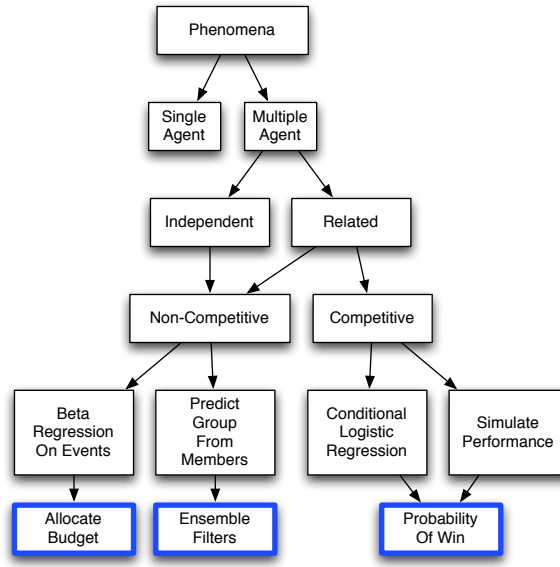 Phenomena
Single
Agent
Multiple
Agent
Independent
Related
Non-Competitive
Competitive
Beta
Regression
On Events
Predict
Group
From
Members
Conditional
Logistic
Regression
Simulate
Performance
Allocate
Budget
Ensemble
Filters
Probability
Of Win